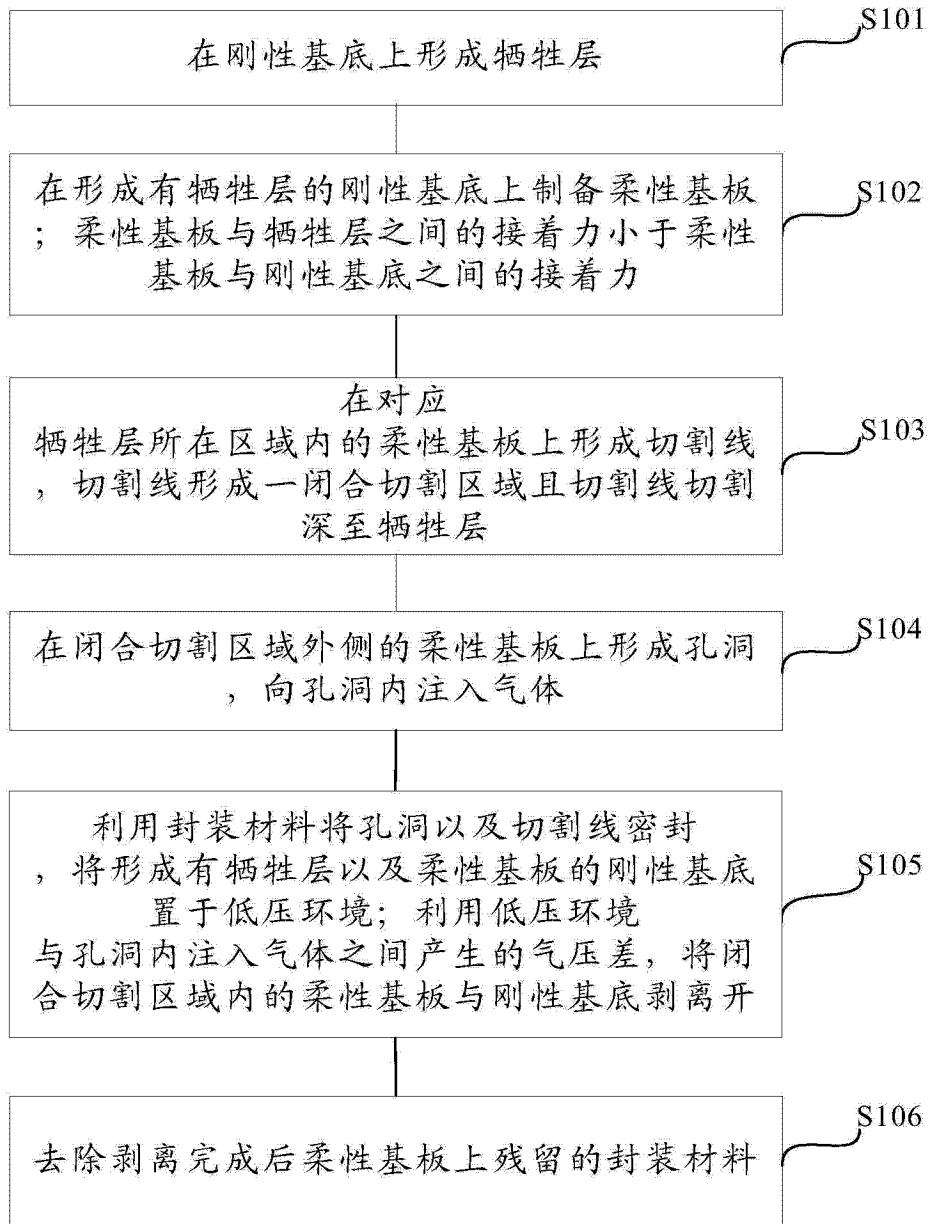 S101
在刚性基底上形成牺牲层
S102
在形成有牺牲层的刚性基底上制备柔性基板
；柔性基板与牺牲层之间的接着力小于柔性
基板与刚性基底之间的接着力
S103
在对应
牺牲层所在区域内的柔性基板上形成切割线
，切割线形成一闭合切割区域且切割线切割
深至牺牲层
S104
在闭合切割区域外侧的柔性基板上形成孔洞
，向孔洞内注入气体
S105
利用封装材料将孔洞以及切割线密封
，将形成有牺牲层以及柔性基板的刚性基底
置于低压环境；利用低压环境
与孔洞内注入气体之间产生的气压差，将闭
合切割区域内的柔性基板与刚性基底剥离开
S106
去除剥离完成后柔性基板上残留的封装材料